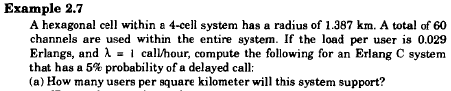 Example 2.7
A hexagonal cell within a 4-cell system has a radius of 1.387 km. A total of 60
channels are used within the entire system. If the load per user is 0.029
Erlangs, and λ = 1 call/hour, compute the following for an Erlang C system
that has a 5% probability of a delayed call:
(a) How many users per square kilometer will this system support?